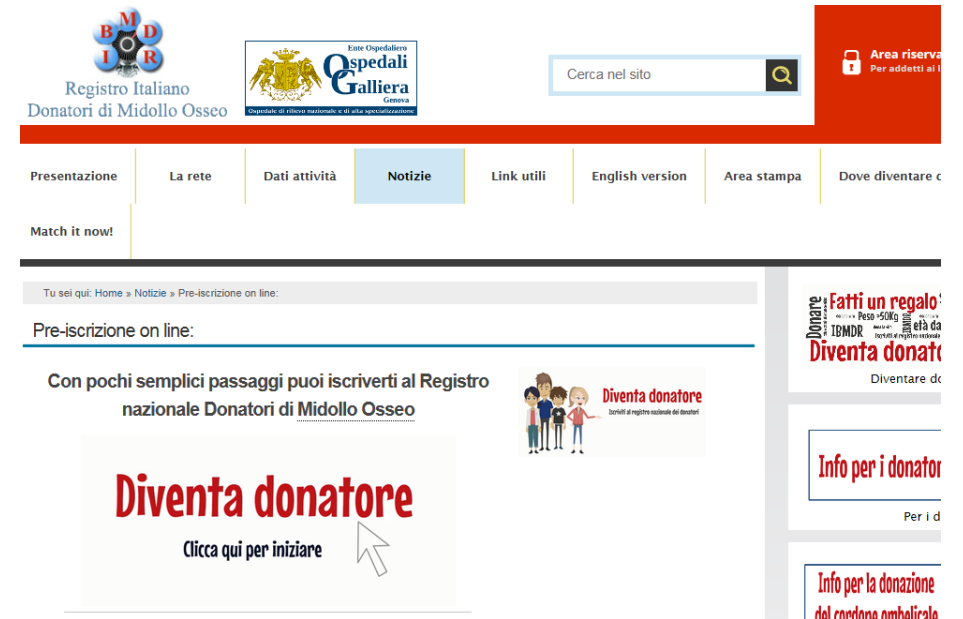 BMDIR
Registro Italiano
Donatori di Midollo Osseo
Ente Ospedaliero
Ospedali
Galliera
Genova
Ospedale di rilievo nazionale e di alta specializzazione
Cerca nel sito
Area riserva
Per addetti ai l
Presentazione
La rete
Dati attività
Notizie
Link utili
English version
Area stampa
Dove diventare
Match it now!
Tu sei qui: Home » Notizie » Pre-iscrizione on line:
Pre-iscrizione on line:
Con pochi semplici passaggi puoi iscriverti al Registro
nazionale Donatori di Midollo Osseo
Diventa donatore
Clicca qui per iniziare
Diventa donatore
Iscriviti al registro nazionale dei donatori
Donare
Fatti un regalo
Peso >50Kg
IBMDR
IBMDR
età da
Diventa donato
Diventare do
Info per i donator
Per i d
Info per la donazione
del cordone ombelicale